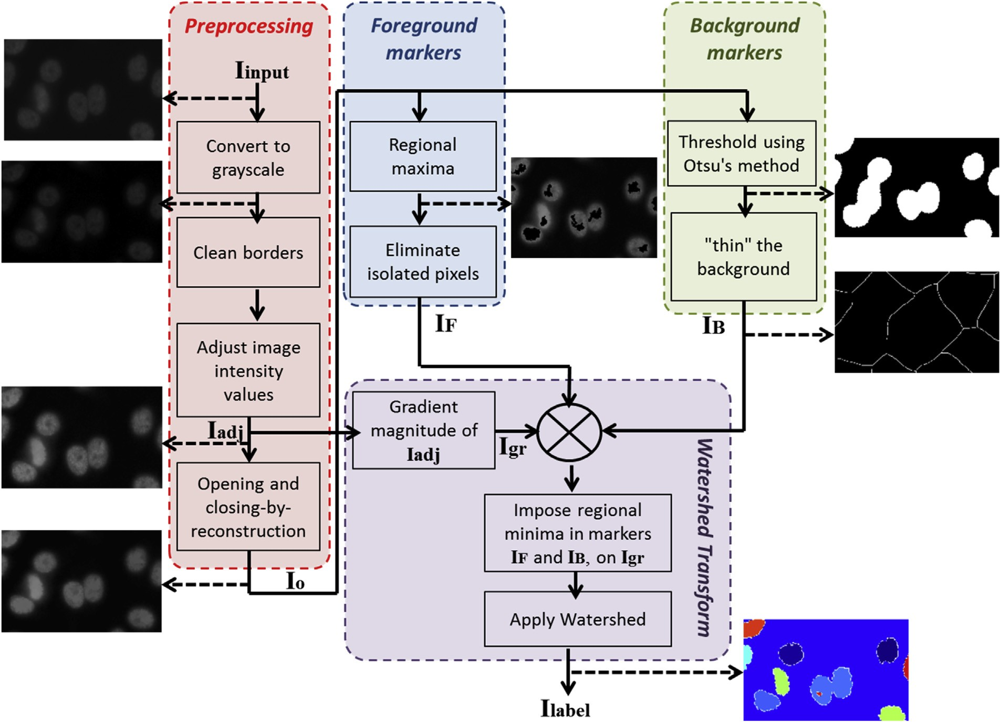 Preprocessing
Iinput
Convert to
grayscale
Clean borders
Adjust image
intensity
values
Iadj
Opening and
closing-by-
reconstruction
Io
Foreground
markers
Regional
maxima
Eliminate
isolated pixels
IF
Background
markers
Threshold using
Otsu's method
"thin" the
background
IB
Gradient
magnitude of
Iadj
Igr
Impose regional
minima in markers
IF and IB, on Igr
Apply Watershed
Watershed Transform
Ilabel